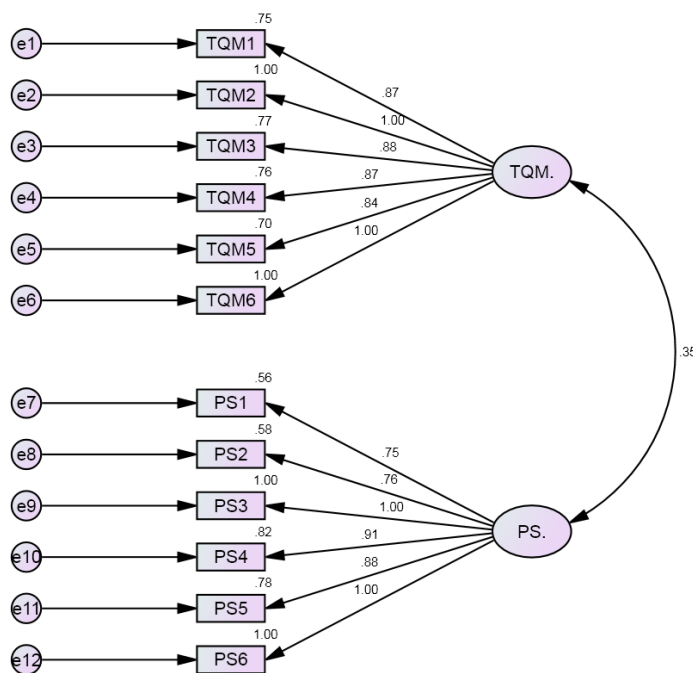 .75
e1 TQM1
.87
1.00
e2 TQM2
1.00
.77
e3 TQM3
.88
TQM.
.76
e4 TQM4
.87
.70
e5 TQM5
.84
1.00
e6 TQM6
1.00
.35
.56
e7 PS1
.75
.58
e8 PS2
.76
1.00
e9 PS3
1.00
PS.
.82
e10 PS4
.91
.78
e11 PS5
.88
1.00
e12 PS6
1.00